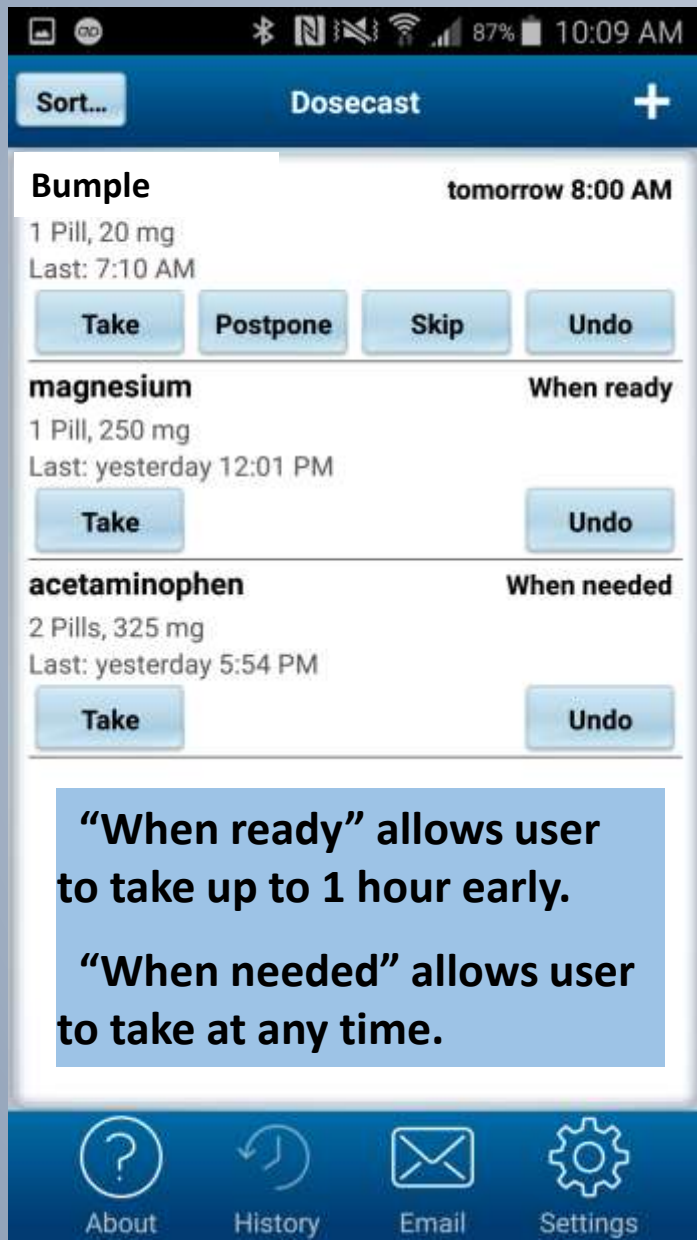 87% 10:09 AM
Sort... Dosecast +
Bumple tomorrow 8:00 AM
1 Pill, 20 mg
Last: 7:10 AM
Take Postpone Skip Undo
magnesium When ready
1 Pill, 250 mg
Last: yesterday 12:01 PM
Take Undo
acetaminophen When needed
2 Pills, 325 mg
Last: yesterday 5:54 PM
Take Undo
“When ready” allows user
to take up to 1 hour early.
“When needed” allows user
to take at any time.
About History Email Settings